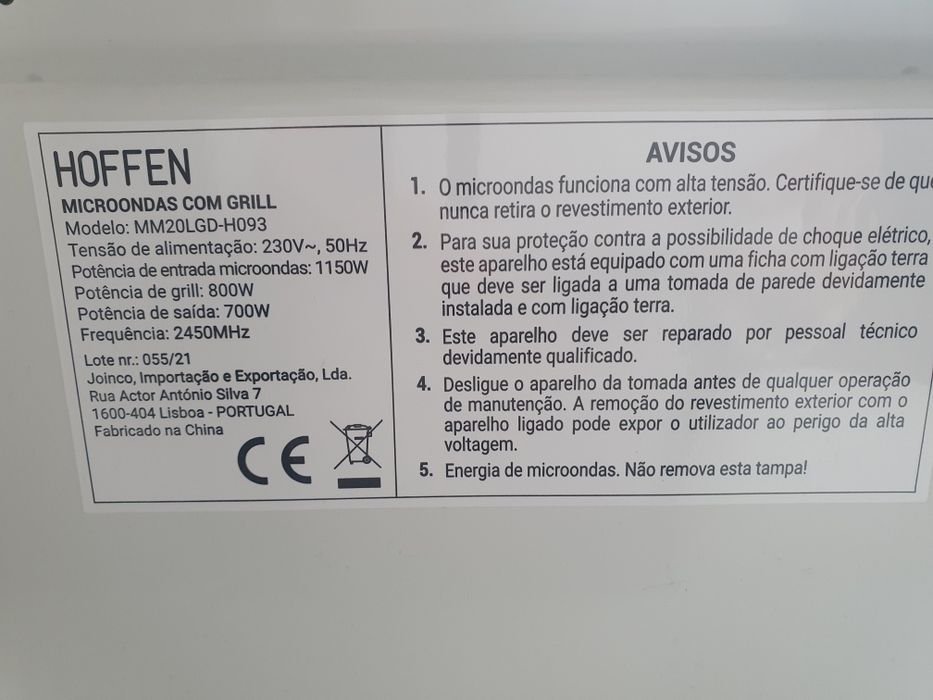 HOFFEN
MICROONDAS COM GRILL
Modelo: MM20LGD-H093
Tensão de alimentação: 230V~, 50Hz
Potência de entrada microondas: 1150W
Potência de grill: 800W
Potência de saída: 700W
Frequência: 2450MHz
Lote nr.: 055/21
Joinco, Importação e Exportação, Lda.
Rua Actor António Silva 7
1600-404 Lisboa - PORTUGAL
Fabricado na China
CE
AVISOS
1. O microondas funciona com alta tensão. Certifique-se de que
nunca retira o revestimento exterior.
2. Para sua proteção contra a possibilidade de choque elétrico,
este aparelho está equipado com uma ficha com ligação terra
que deve ser ligada a uma tomada de parede devidamente
instalada e com ligação terra.
3. Este aparelho deve ser reparado por pessoal técnico
devidamente qualificado.
4. Desligue o aparelho da tomada antes de qualquer operação
de manutenção. A remoção do revestimento exterior com o
aparelho ligado pode expor o utilizador ao perigo da alta
voltagem.
5. Energia de microondas. Não remova esta tampa!